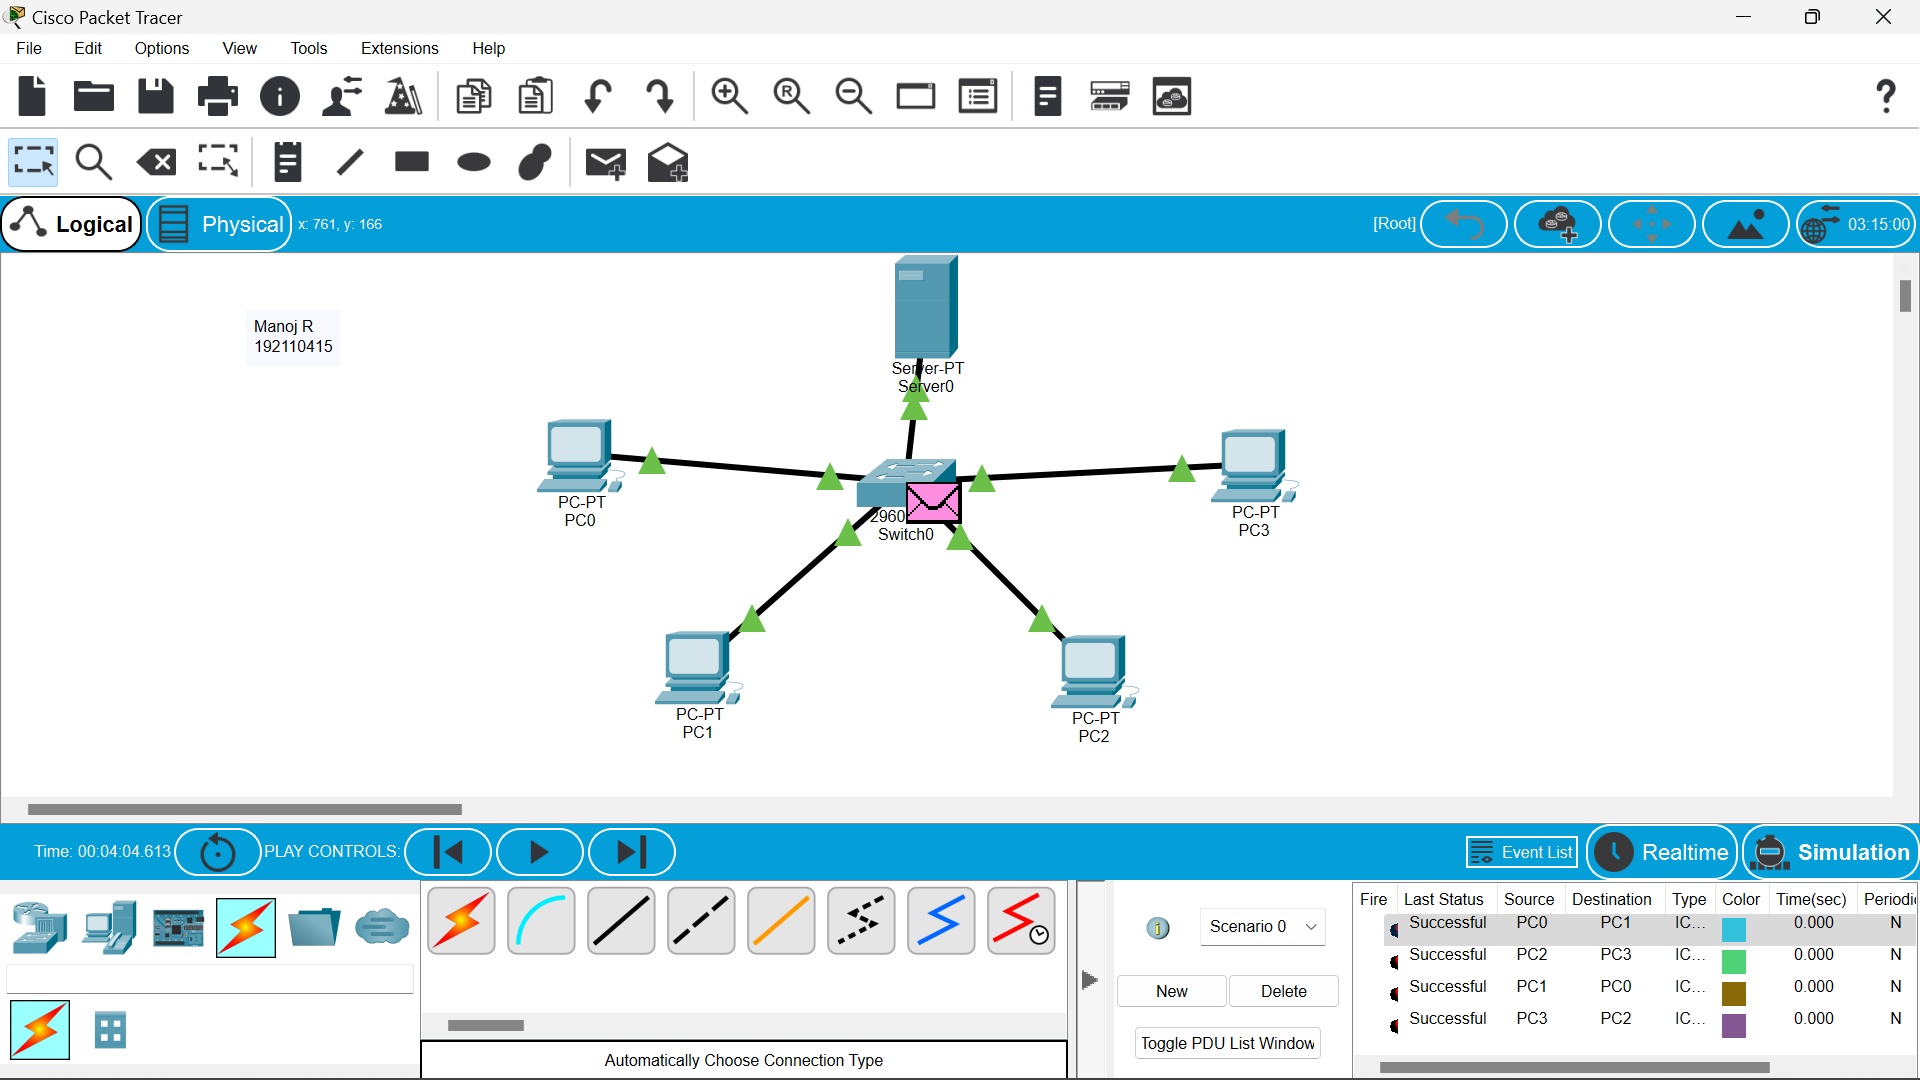 Cisco Packet Tracer
File Edit Options View Tools Extensions Help
Logical Physical x: 761, y: 166 [Root] 03:15:00
Manoj R
192110415
Server-PT
Server0
PC-PT
PC0
PC-PT
PC3
2960
Switch0
PC-PT
PC1
PC-PT
PC2
Time: 00:04:04.613 PLAY CONTROLS: Event List Realtime Simulation
Fire Last Status Source Destination Type Color Time(sec) Periodi
Successful PC0 PC1 IC... 0.000 N
Successful PC2 PC3 IC... 0.000 N
Successful PC1 PC0 IC... 0.000 N
Successful PC3 PC2 IC... 0.000 N
Scenario 0
New Delete
Toggle PDU List Window
Automatically Choose Connection Type